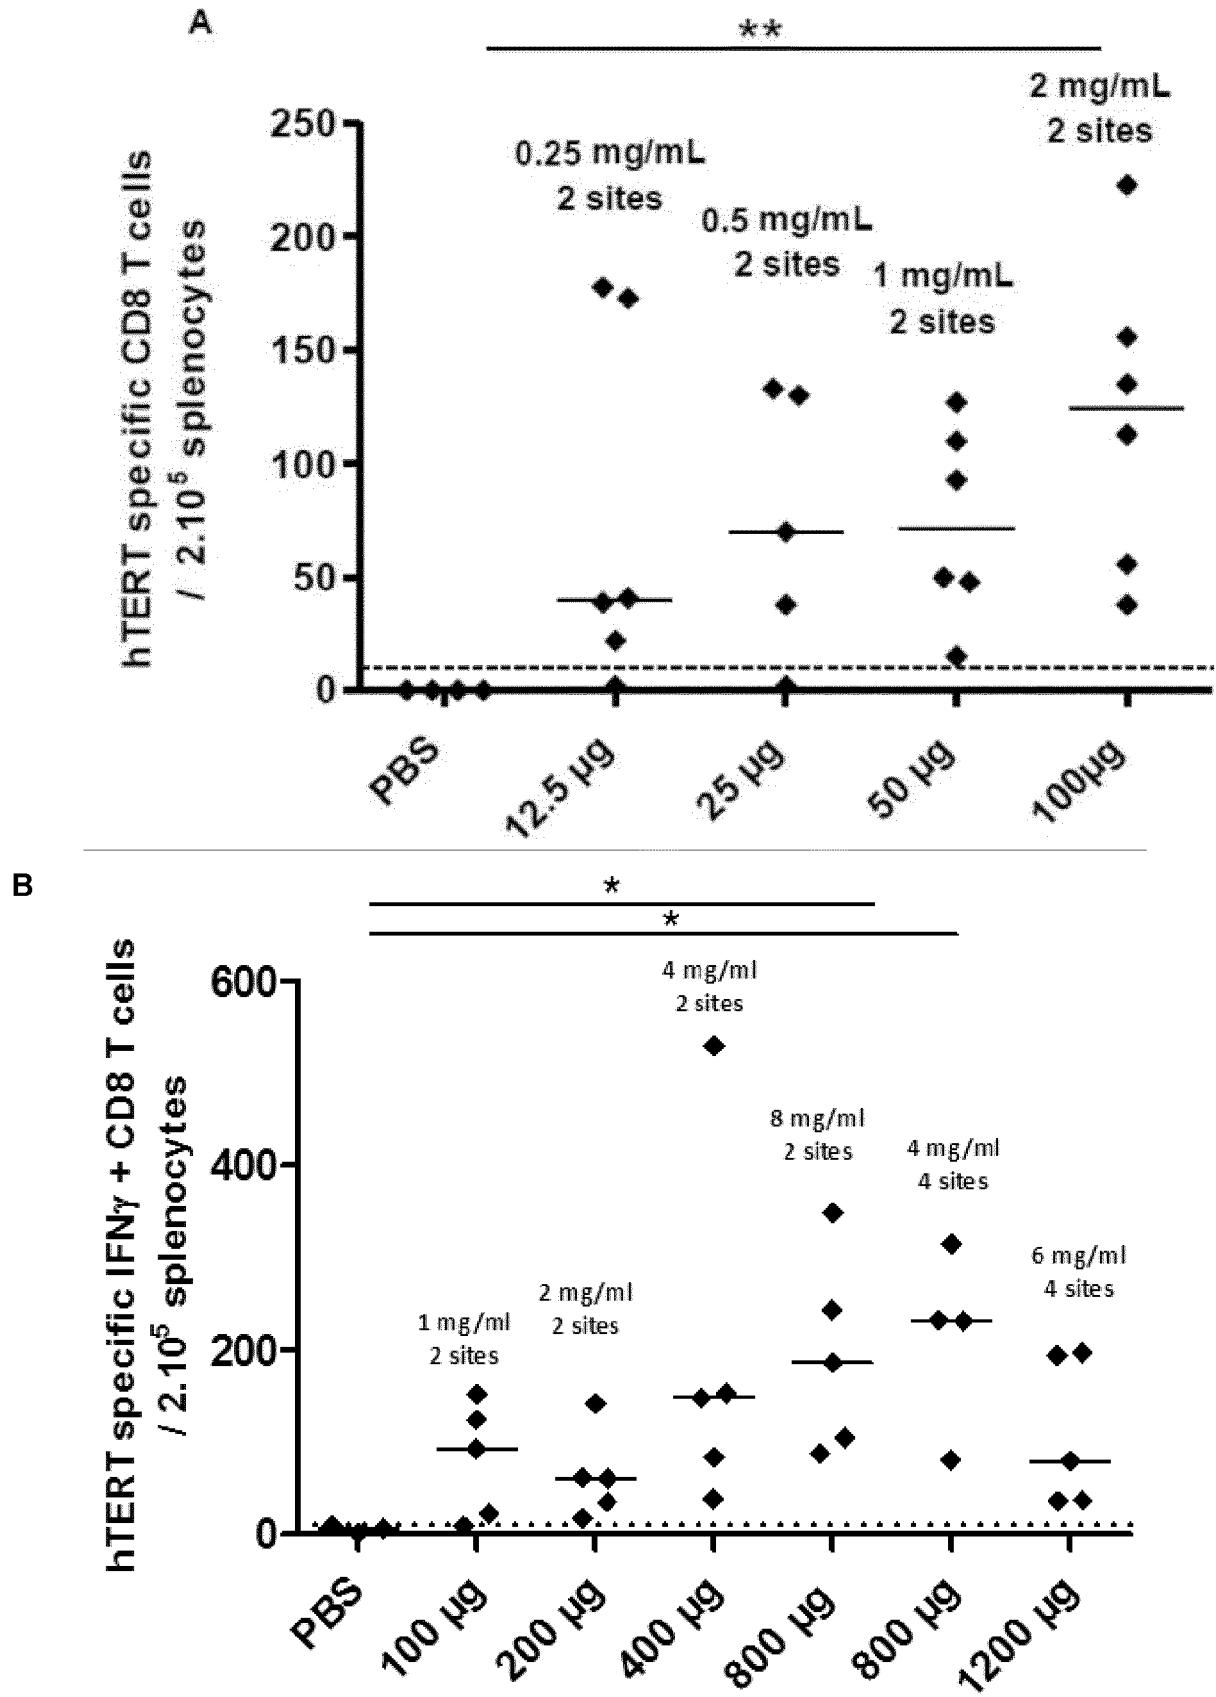 A
**
2 mg/mL
2 sites
250
0.25 mg/mL
2 sites
200
0.5 mg/mL
2 sites
1 mg/mL
2 sites
150
100
50
0
hTERT specific CD8 T cells
/ 2.10⁵ splenocytes
PBS
12.5 µg
25 µg
50 µg
100µg
B
*
*
4 mg/ml
2 sites
600
8 mg/ml
2 sites
4 mg/ml
4 sites
400
6 mg/ml
4 sites
2 mg/ml
2 sites
1 mg/ml
2 sites
200
0
hTERT specific IFNγ + CD8 T cells
/ 2.10⁵ splenocytes
PBS
100 µg
200 µg
400 µg
800 µg
800 µg
1200 µg